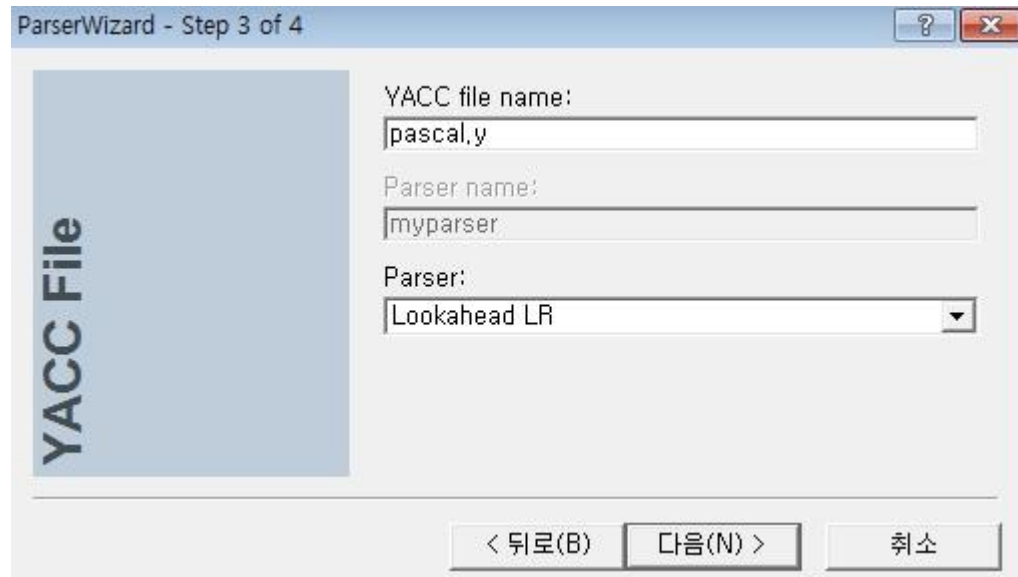 ParserWizard - Step 3 of 4
YACC File
YACC file name:
pascal.y
Parser name:
myparser
Parser:
Lookahead LR
< 뒤로(B)
다음(N) >
취소